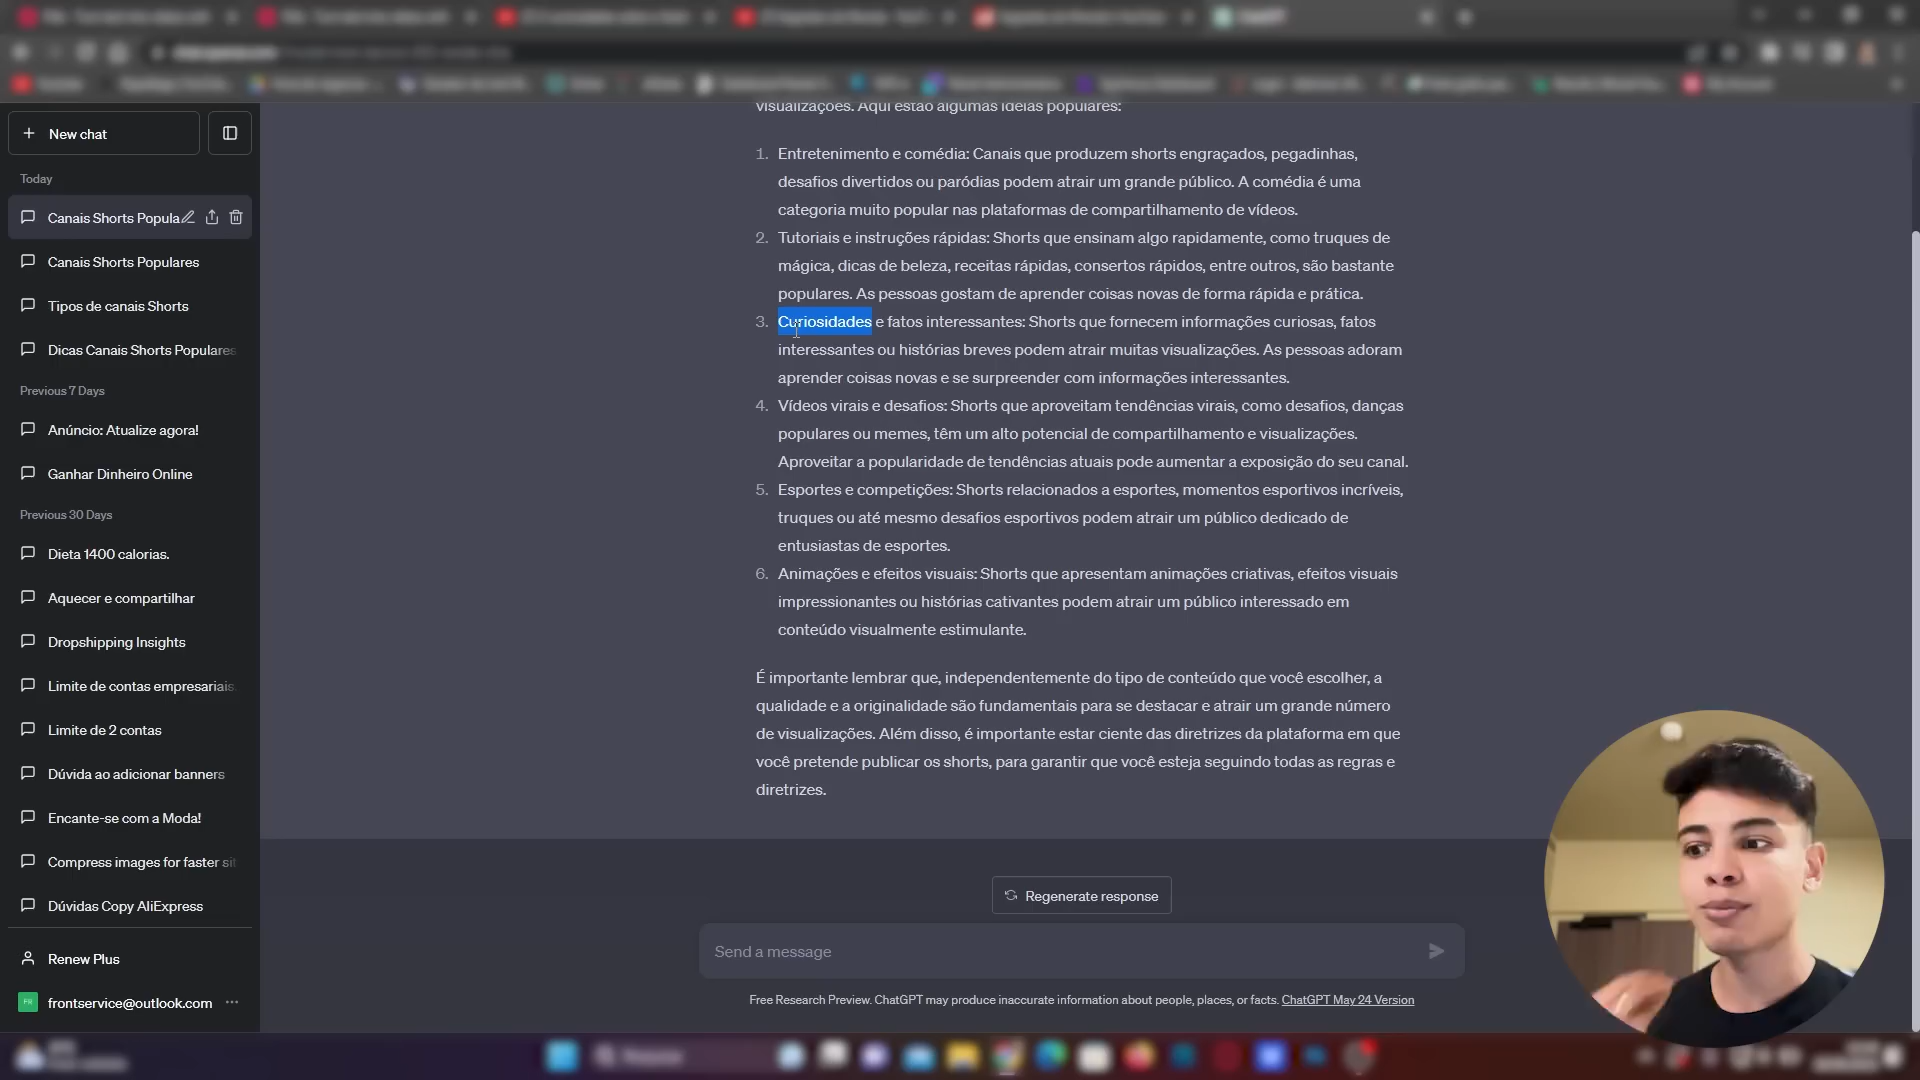 New chat
Today
Canais Shorts Popula
Canais Shorts Populares
Tipos de canais Shorts
Dicas Canais Shorts Populares
Previous 7 Days
Anúncio: Atualize agora!
Ganhar Dinheiro Online
Previous 30 Days
Dieta 1400 calorias.
Aquecer e compartilhar
Dropshipping Insights
Limite de contas empresariais
Limite de 2 contas
Dúvida ao adicionar banners
Encante-se com a Moda!
Compress images for faster sit
Dúvidas Copy AliExpress
Renew Plus
frontservice@outlook.com
visualizações. Aqui estão algumas ideias populares:
1. Entretenimento e comédia: Canais que produzem shorts engraçados, pegadinhas,
desafios divertidos ou paródias podem atrair um grande público. A comédia é uma
categoria muito popular nas plataformas de compartilhamento de vídeos.
2. Tutoriais e instruções rápidas: Shorts que ensinam algo rapidamente, como truques de
mágica, dicas de beleza, receitas rápidas, consertos rápidos, entre outros, são bastante
populares. As pessoas gostam de aprender coisas novas de forma rápida e prática.
3. Curiosidades e fatos interessantes: Shorts que fornecem informações curiosas, fatos
interessantes ou histórias breves podem atrair muitas visualizações. As pessoas adoram
aprender coisas novas e se surpreender com informações interessantes.
4. Vídeos virais e desafios: Shorts que aproveitam tendências virais, como desafios, danças
populares ou memes, têm um alto potencial de compartilhamento e visualizações.
Aproveitar a popularidade de tendências atuais pode aumentar a exposição do seu canal.
5. Esportes e competições: Shorts relacionados a esportes, momentos esportivos incríveis,
truques ou até mesmo desafios esportivos podem atrair um público dedicado de
entusiastas de esportes.
6. Animações e efeitos visuais: Shorts que apresentam animações criativas, efeitos visuais
impressionantes ou histórias cativantes podem atrair um público interessado em
conteúdo visualmente estimulante.
É importante lembrar que, independentemente do tipo de conteúdo que você escolher, a
qualidade e a originalidade são fundamentais para se destacar e atrair um grande número
de visualizações. Além disso, é importante estar ciente das diretrizes da plataforma em que
você pretende publicar os shorts, para garantir que você esteja seguindo todas as regras e
diretrizes.
Regenerate response
Send a message
Free Research Preview. ChatGPT may produce inaccurate information about people, places, or facts. ChatGPT May 24 Version